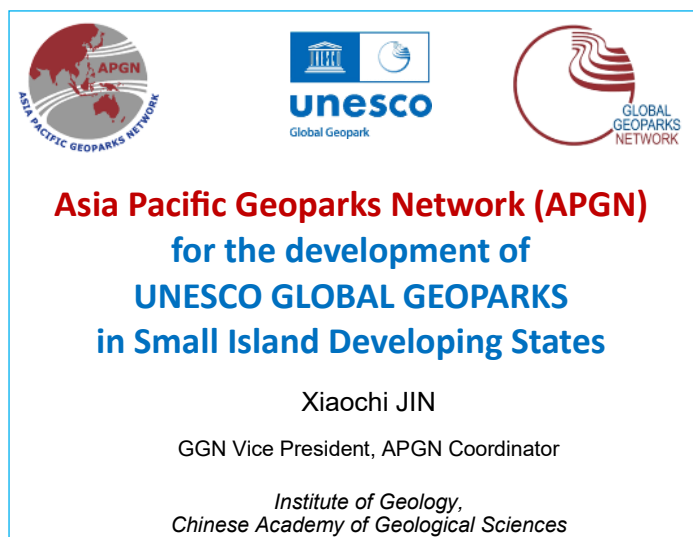 APGN
ASIA PACIFIC GEOPARKS NETWORK
unesco
Global Geopark
GLOBAL
GEOPARKS
NETWORK
Asia Pacific Geoparks Network (APGN)
for the development of
UNESCO GLOBAL GEOPARKS
in Small Island Developing States
Xiaochi JIN
GGN Vice President, APGN Coordinator
Institute of Geology,
Chinese Academy of Geological Sciences